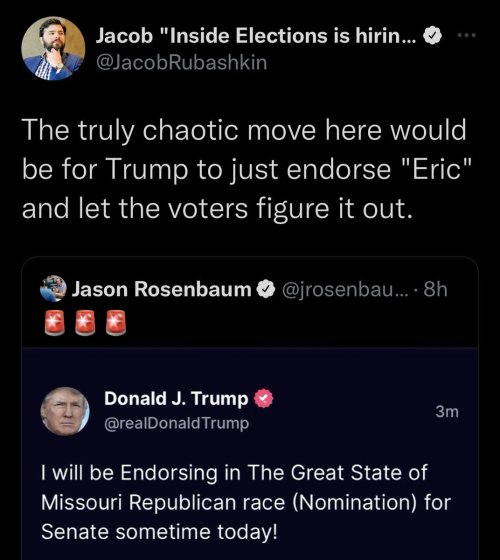 Jacob "Inside Elections is hirin...
@JacobRubashkin
The truly chaotic move here would
be for Trump to just endorse "Eric"
and let the voters figure it out.
Jason Rosenbaum @jrosenbau... · 8h
🚨 🚨 🚨
Donald J. Trump
@realDonaldTrump
3m
I will be Endorsing in The Great State of
Missouri Republican race (Nomination) for
Senate sometime today!